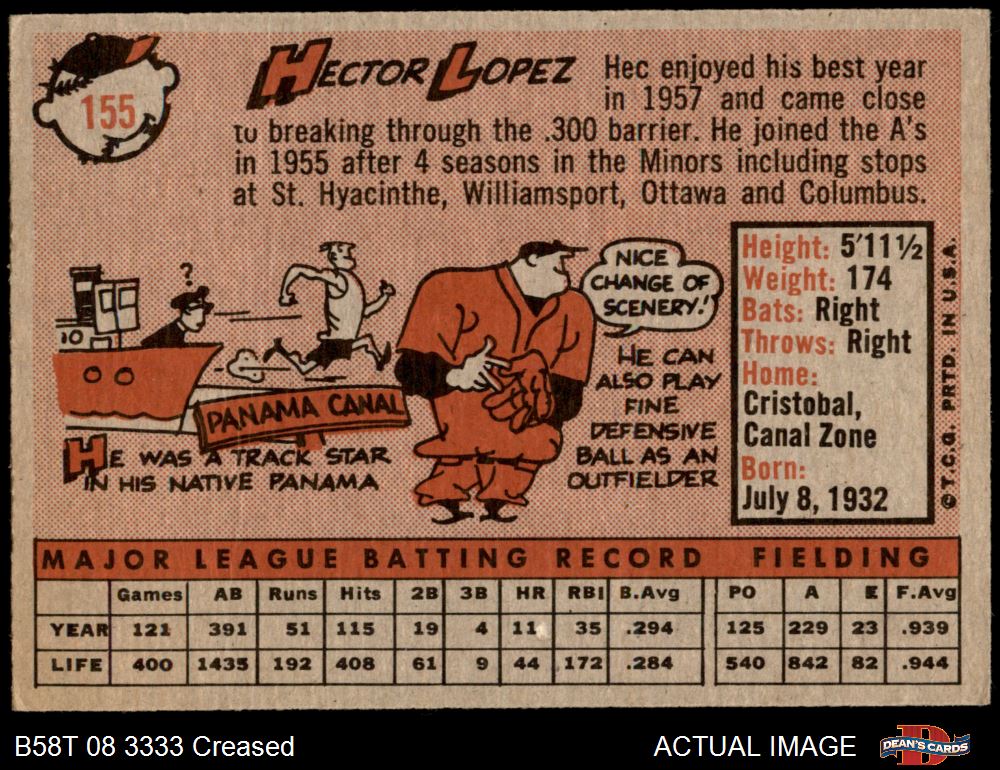 155
HECTOR LOPEZ
Hec enjoyed his best year
in 1957 and came close
to breaking through the .300 barrier. He joined the A's
in 1955 after 4 seasons in the Minors including stops
at St. Hyacinthe, Williamsport, Ottawa and Columbus.
?
10
PANAMA CANAL
HE WAS A TRACK STAR
IN HIS NATIVE PANAMA
NICE
CHANGE OF
SCENERY!
HE CAN
ALSO PLAY
FINE
DEFENSIVE
BALL AS AN
OUTFIELDER
Height: 5'11½
Weight: 174
Bats: Right
Throws: Right
Home:
Cristobal,
Canal Zone
Born:
July 8, 1932
©T.C.G. PRTD. IN U.S.A.
MAJOR LEAGUE BATTING RECORD FIELDING
Games AB Runs Hits 2B 3B HR RBI B.Avg PO A E F.Avg
YEAR 121 391 51 115 19 4 11 35 .294 125 229 23 .939
LIFE 400 1435 192 408 61 9 44 172 .284 540 842 82 .944
B58T 08 3333 Creased
ACTUAL IMAGE
D
DEAN'S CARDS